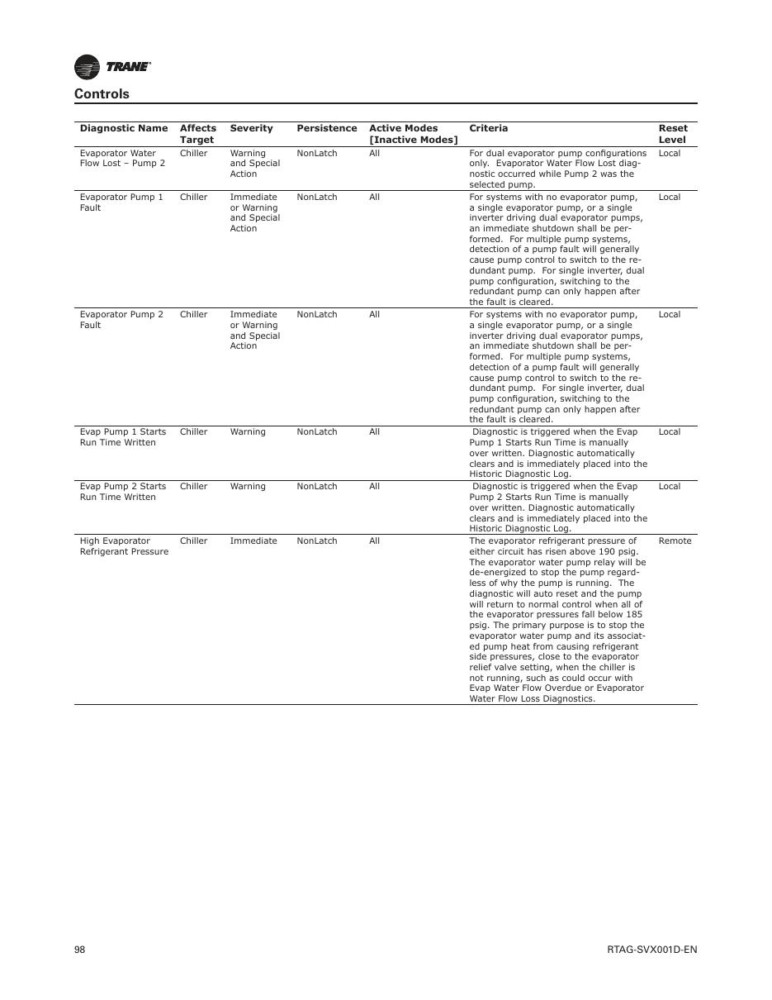 TRANE
Controls
Diagnostic Name Affects Target Severity Persistence Active Modes [Inactive Modes] Criteria Reset Level
Evaporator Water
Flow Lost – Pump 2
Chiller
Warning
and Special
Action
NonLatch
All
For dual evaporator pump configurations
only.  Evaporator Water Flow Lost diag-
nostic occurred while Pump 2 was the
selected pump.
Local
Evaporator Pump 1
Fault
Chiller
Immediate
or Warning
and Special
Action
NonLatch
All
For systems with no evaporator pump,
a single evaporator pump, or a single
inverter driving dual evaporator pumps,
an immediate shutdown shall be per-
formed.  For multiple pump systems,
detection of a pump fault will generally
cause pump control to switch to the re-
dundant pump.  For single inverter, dual
pump configuration, switching to the
redundant pump can only happen after
the fault is cleared.
Local
Evaporator Pump 2
Fault
Chiller
Immediate
or Warning
and Special
Action
NonLatch
All
For systems with no evaporator pump,
a single evaporator pump, or a single
inverter driving dual evaporator pumps,
an immediate shutdown shall be per-
formed.  For multiple pump systems,
detection of a pump fault will generally
cause pump control to switch to the re-
dundant pump.  For single inverter, dual
pump configuration, switching to the
redundant pump can only happen after
the fault is cleared.
Local
Evap Pump 1 Starts
Run Time Written
Chiller
Warning
NonLatch
All
Diagnostic is triggered when the Evap
Pump 1 Starts Run Time is manually
over written. Diagnostic automatically
clears and is immediately placed into the
Historic Diagnostic Log.
Local
Evap Pump 2 Starts
Run Time Written
Chiller
Warning
NonLatch
All
Diagnostic is triggered when the Evap
Pump 2 Starts Run Time is manually
over written. Diagnostic automatically
clears and is immediately placed into the
Historic Diagnostic Log.
Local
High Evaporator
Refrigerant Pressure
Chiller
Immediate
NonLatch
All
The evaporator refrigerant pressure of
either circuit has risen above 190 psig.
The evaporator water pump relay will be
de-energized to stop the pump regard-
less of why the pump is running.  The
diagnostic will auto reset and the pump
will return to normal control when all of
the evaporator pressures fall below 185
psig. The primary purpose is to stop the
evaporator water pump and its associat-
ed pump heat from causing refrigerant
side pressures, close to the evaporator
relief valve setting, when the chiller is
not running, such as could occur with
Evap Water Flow Overdue or Evaporator
Water Flow Loss Diagnostics.
Remote
98
RTAG-SVX001D-EN